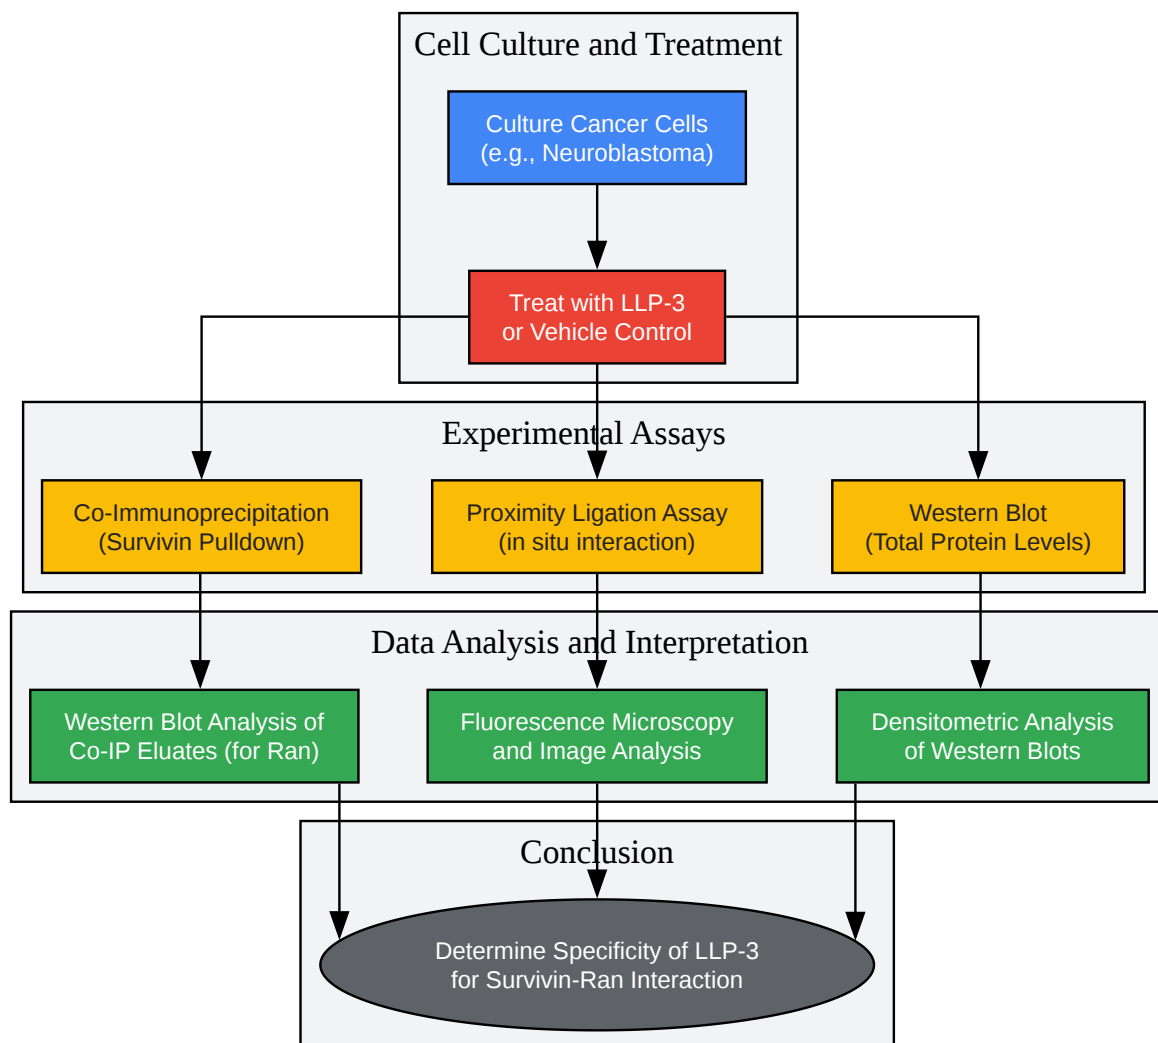 Cell Culture and Treatment
Culture Cancer Cells
(e.g., Neuroblastoma)
Treat with LLP-3
or Vehicle Control
Experimental Assays
Co-Immunoprecipitation
(Survivin Pulldown)
Proximity Ligation Assay
(in situ interaction)
Western Blot
(Total Protein Levels)
Data Analysis and Interpretation
Western Blot Analysis of
Co-IP Eluates (for Ran)
Fluorescence Microscopy
and Image Analysis
Densitometric Analysis
of Western Blots
Conclusion
Determine Specificity of LLP-3
for Survivin-Ran Interaction